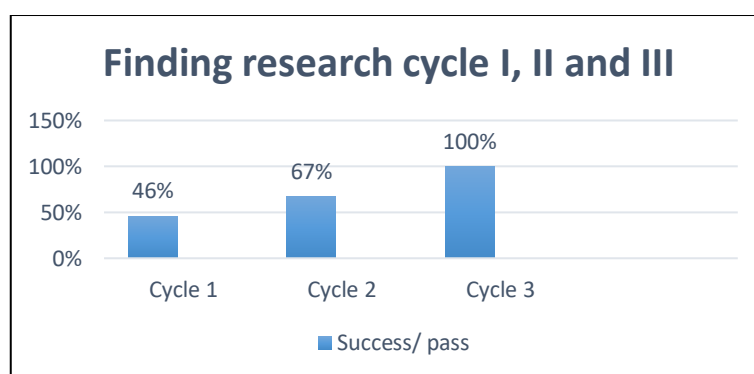 Finding research cycle I, II and III
150%
100%
50%
0%
46%
67%
100%
Cycle 1
Cycle 2
Cycle 3
Success/ pass